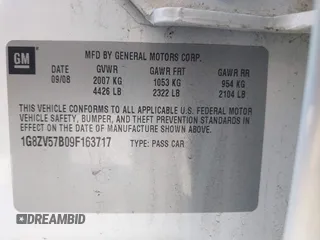 GM
MFD BY GENERAL MOTORS CORP.
DATE GVWR GAWR FRT GAWR RR
09/08 2007 KG 1053 KG 954 KG
4426 LB 2322 LB 2104 LB
THIS VEHICLE CONFORMS TO ALL APPLICABLE U.S. FEDERAL MOTOR
VEHICLE SAFETY, BUMPER, AND THEFT PREVENTION STANDARDS IN
EFFECT ON THE DATE OF MANUFACTURE SHOWN ABOVE.
1G8ZV57B09F163717 TYPE: PASS CAR